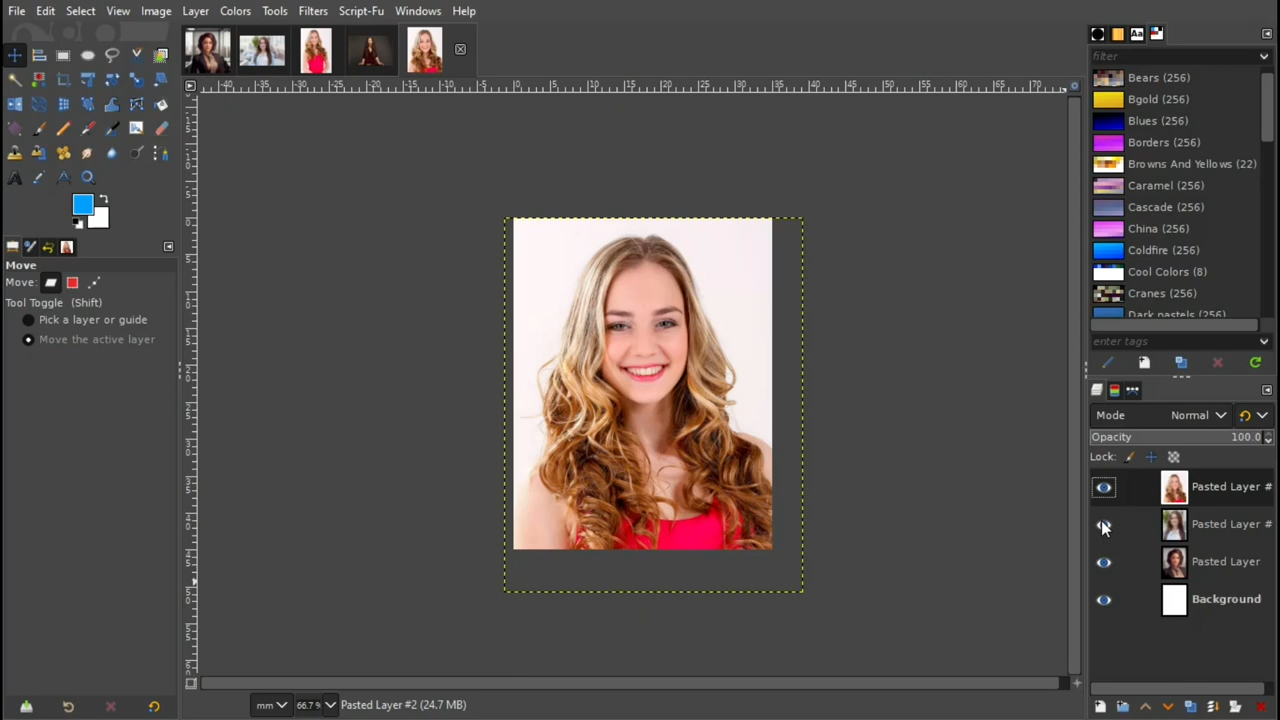 File Edit Select View Image Layer Colors Tools Filters Script-Fu Windows Help
Move
Move:
Tool Toggle (Shift)
Pick a layer or guide
Move the active layer
mm 66.7 % Pasted Layer #2 (24.7 MB)
filter
Bears (256)
Bgold (256)
Blues (256)
Borders (256)
Browns And Yellows (22)
Caramel (256)
Cascade (256)
China (256)
Coldfire (256)
Cool Colors (8)
Cranes (256)
Dark pastels (256)
enter tags
Mode Normal
Opacity 100.0
Lock:
Pasted Layer #
Pasted Layer #
Pasted Layer
Background